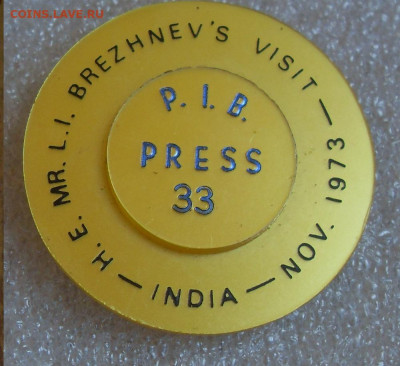 COINS.LAVE.RU
H. E. MR. L.I. BREZHNEV'S VISIT — NOV. 1973 — INDIA —
P. I. B.
PRESS
33